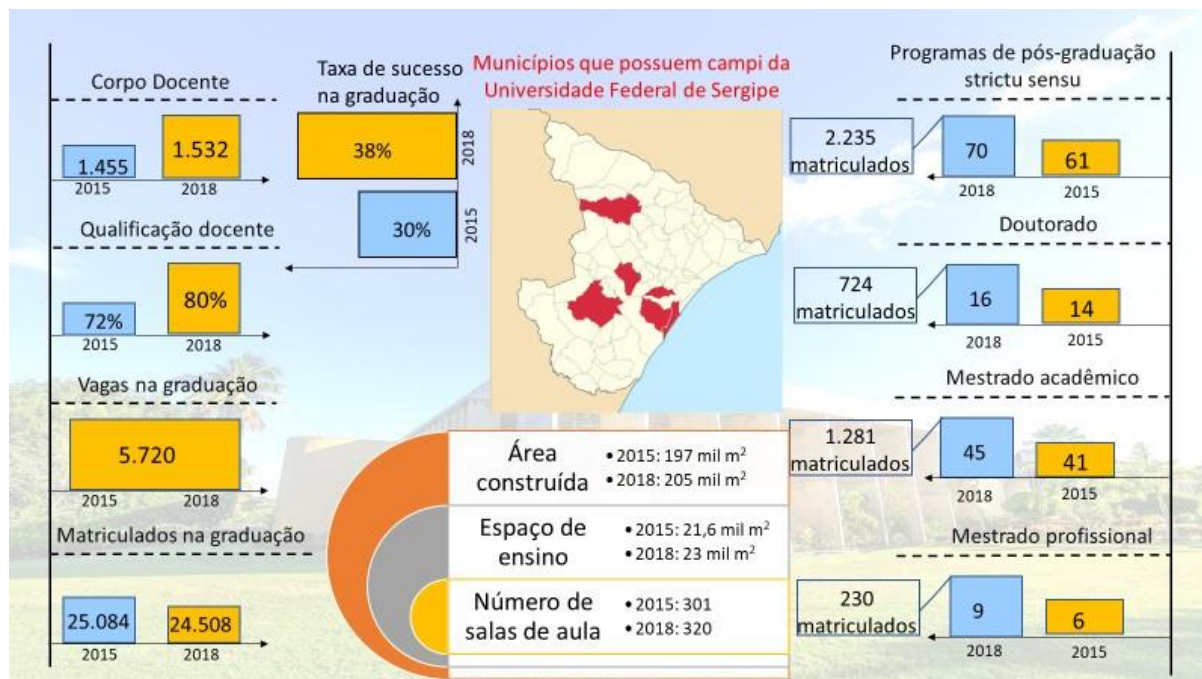 Corpo Docente
1.455
1.532
2015
2018
Qualificação docente
72%
80%
2015
2018
Vagas na graduação
5.720
2015
2018
Matriculados na graduação
25.084
24.508
2015
2018
Taxa de sucesso
na graduação
38%
2018
30%
2015
Municípios que possuem campi da
Universidade Federal de Sergipe
Área
construída
• 2015: 197 mil m²
• 2018: 205 mil m²
Espaço de
ensino
• 2015: 21,6 mil m²
• 2018: 23 mil m²
Número de
salas de aula
• 2015: 301
• 2018: 320
Programas de pós-graduação
strictu sensu
2.235
matriculados
70
61
2018
2015
Doutorado
724
matriculados
16
14
2018
2015
Mestrado acadêmico
1.281
matriculados
45
41
2018
2015
Mestrado profissional
230
matriculados
9
6
2018
2015